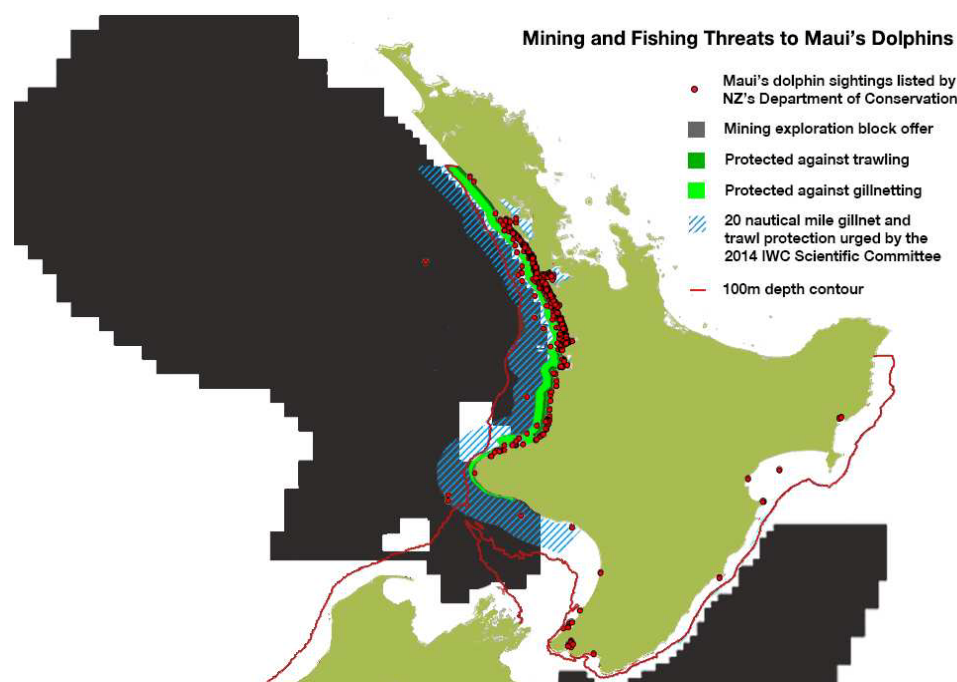 Mining and Fishing Threats to Maui's Dolphins
Maui's dolphin sightings listed by
NZ's Department of Conservation
Mining exploration block offer
Protected against trawling
Protected against gillnetting
20 nautical mile gillnet and
trawl protection urged by the
2014 IWC Scientific Committee
100m depth contour